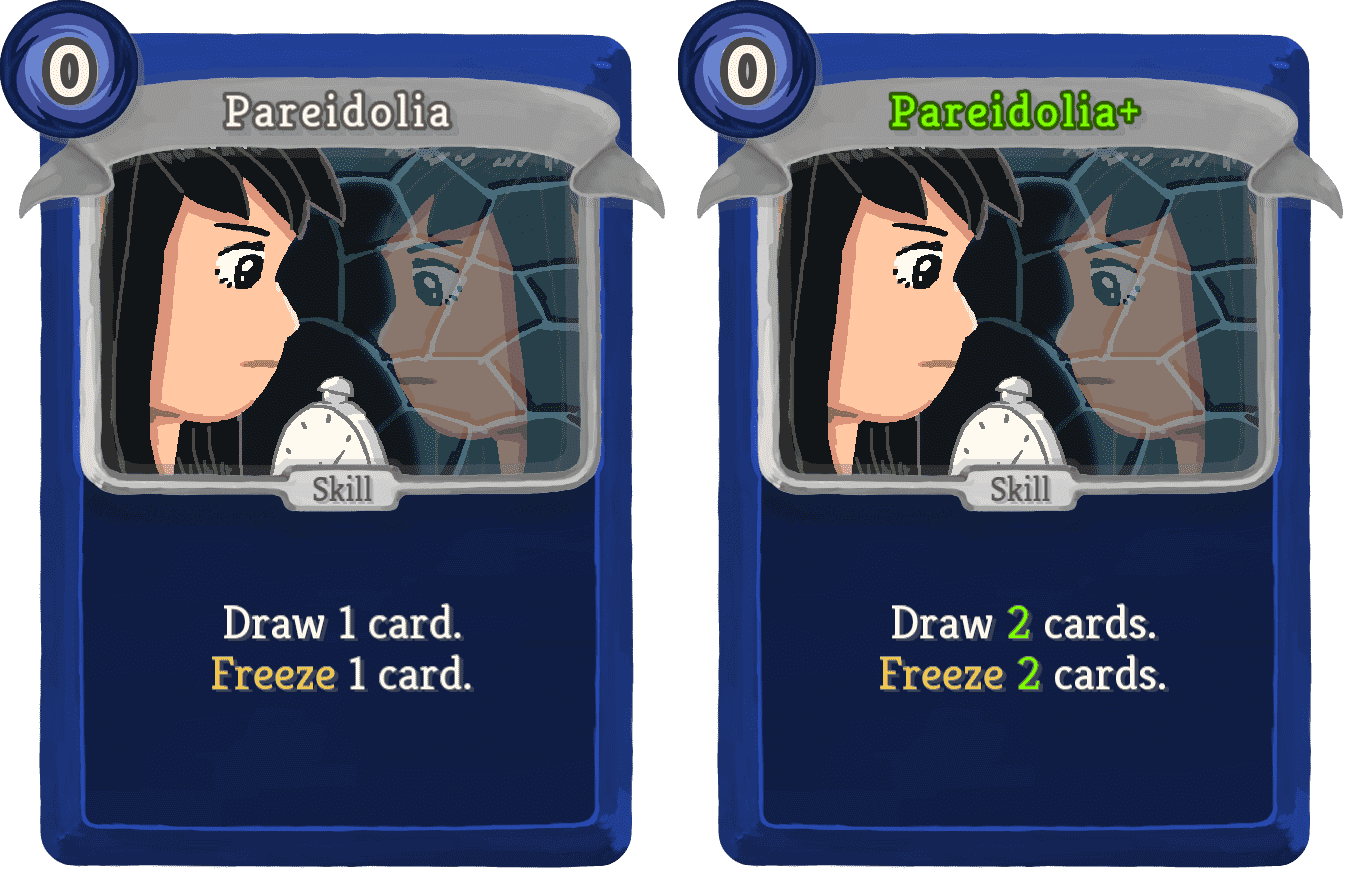 0
Pareidolia
Skill
Draw 1 card.
Freeze 1 card.
0
Pareidolia+
Skill
Draw 2 cards.
Freeze 2 cards.